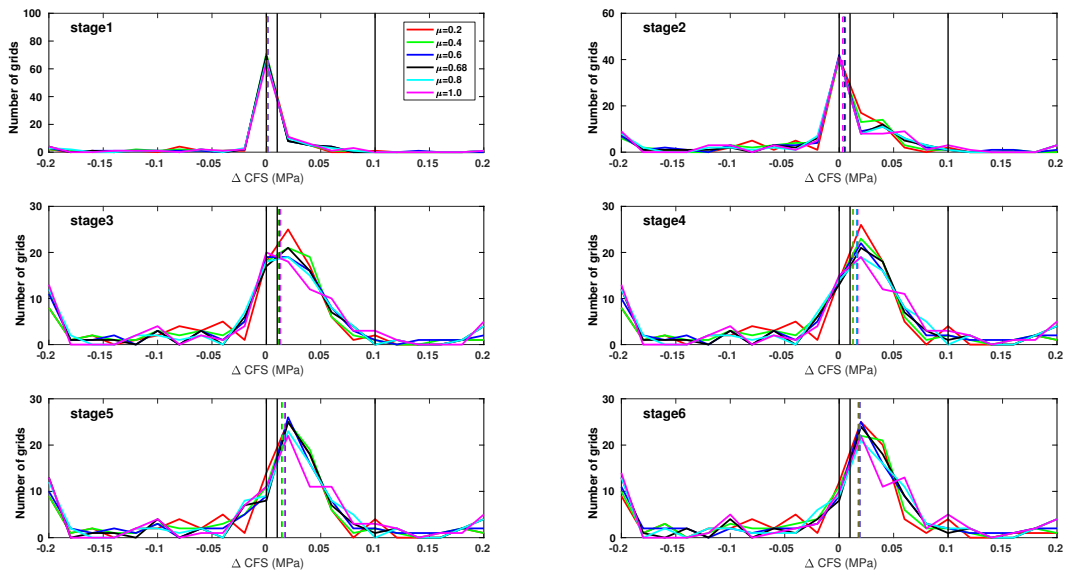 stage1
Number of grids
100
80
60
40
20
0
-0.2 -0.15 -0.1 -0.05 0 0.05 0.1 0.15 0.2
Δ CFS (MPa)
μ=0.2
μ=0.4
μ=0.6
μ=0.68
μ=0.8
μ=1.0
stage2
Number of grids
60
40
20
0
-0.2 -0.15 -0.1 -0.05 0 0.05 0.1 0.15 0.2
Δ CFS (MPa)
stage3
Number of grids
30
20
10
0
-0.2 -0.15 -0.1 -0.05 0 0.05 0.1 0.15 0.2
Δ CFS (MPa)
stage4
Number of grids
30
20
10
0
-0.2 -0.15 -0.1 -0.05 0 0.05 0.1 0.15 0.2
Δ CFS (MPa)
stage5
Number of grids
30
20
10
0
-0.2 -0.15 -0.1 -0.05 0 0.05 0.1 0.15 0.2
Δ CFS (MPa)
stage6
Number of grids
30
20
10
0
-0.2 -0.15 -0.1 -0.05 0 0.05 0.1 0.15 0.2
Δ CFS (MPa)